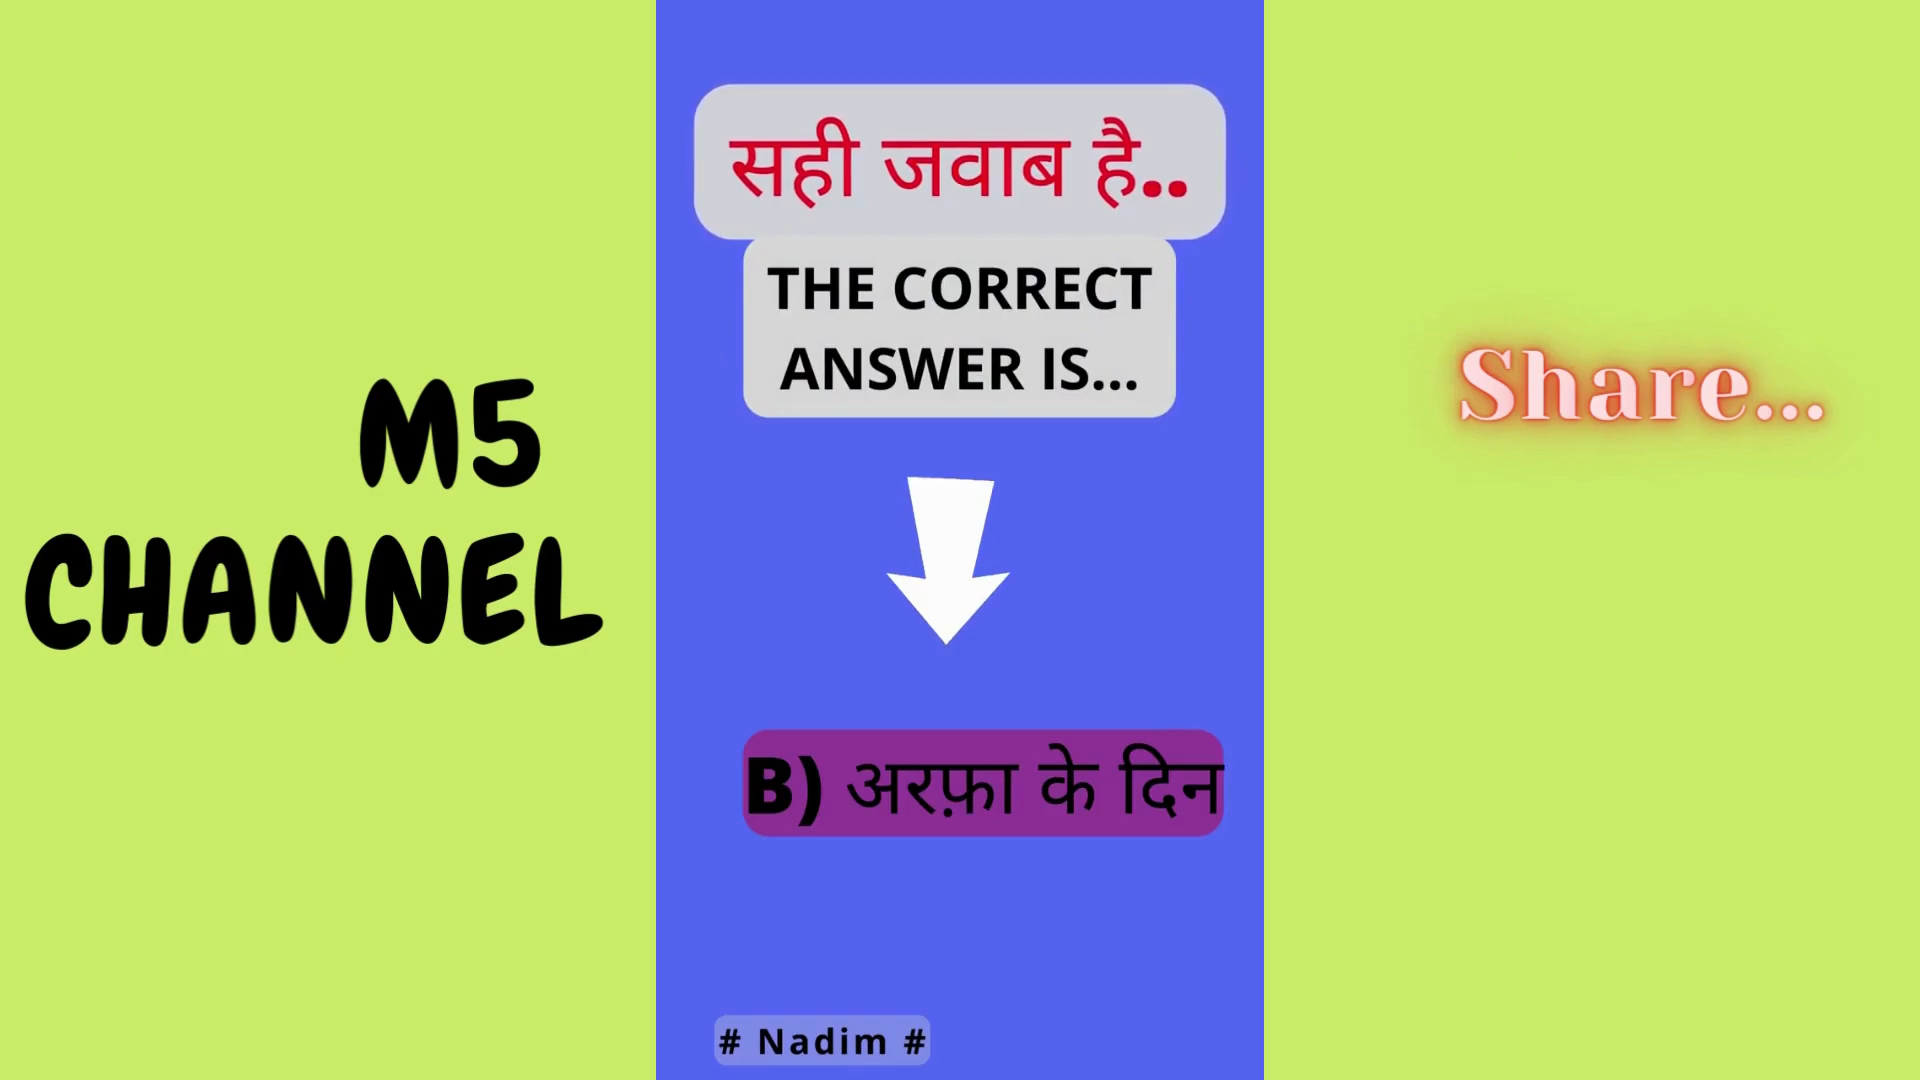 M5
CHANNEL
सही जवाब है..
THE CORRECT
ANSWER IS...
B) अरफ़ा के दिन
# Nadim #
Share...